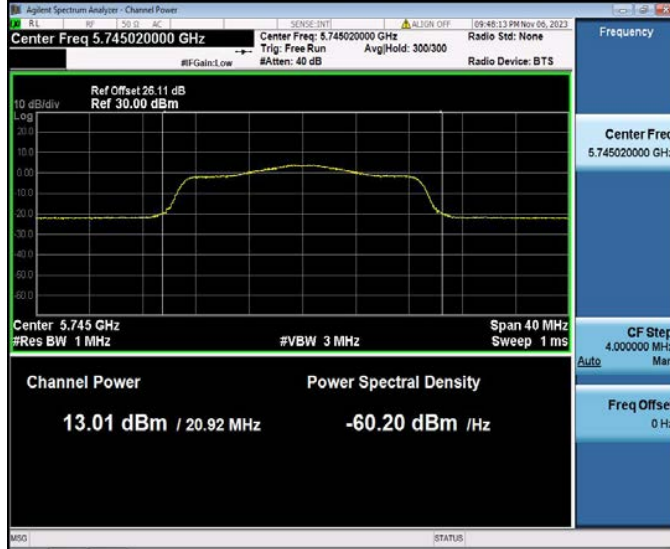 Agilent Spectrum Analyzer - Channel Power
RL RF 50 Ω AC SENSE:INT ALIGN OFF 09:46:13 PM Nov 06, 2023
Center Freq 5.745020000 GHz
Center Freq: 5.745020000 GHz Radio Std: None
Trig: Free Run Avg|Hold: 300/300
#IFGain:Low #Atten: 40 dB Radio Device: BTS
Ref Offset 26.11 dB
10 dB/div Ref 30.00 dBm
Log
20.0
10.0
0.00
-10.0
-20.0
-30.0
-40.0
-50.0
-60.0
Center 5.745 GHz Span 40 MHz
#Res BW 1 MHz #VBW 3 MHz Sweep 1 ms
Channel Power Power Spectral Density
13.01 dBm / 20.92 MHz -60.20 dBm /Hz
MSG STATUS
Frequency
Center Freq
5.745020000 GHz
CF Step
4.000000 MHz
Auto Man
Freq Offset
0 Hz